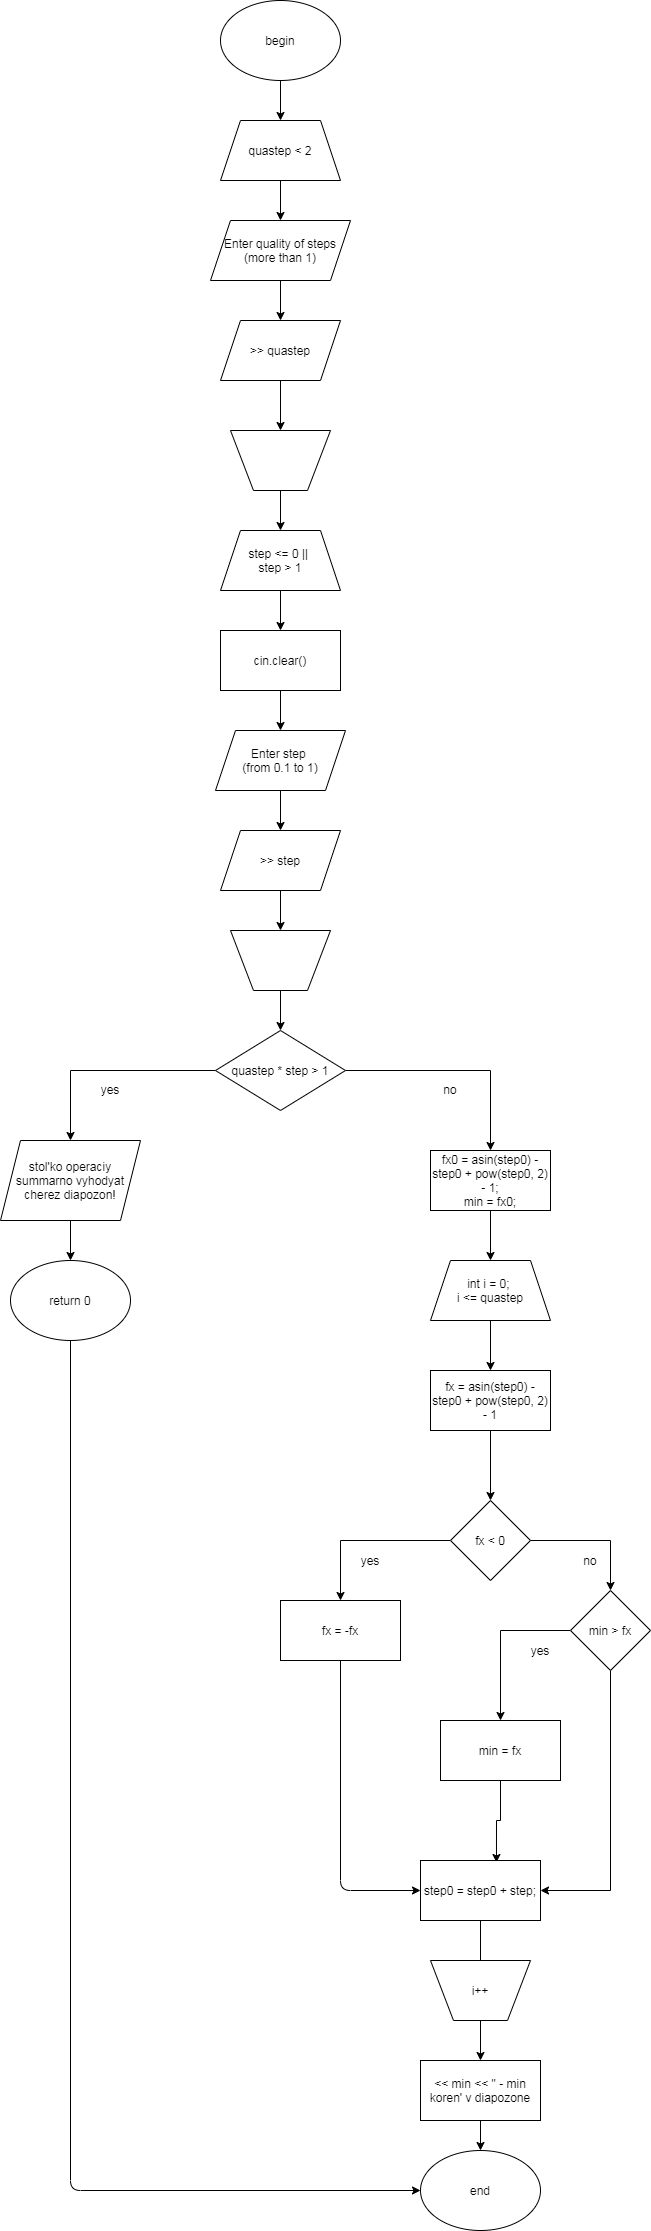 begin
quastep < 2
Enter quality of steps
(more than 1)
>> quastep
step <= 0 ||
step > 1
cin.clear()
Enter step
(from 0.1 to 1)
>> step
quastep * step > 1
yes
no
stol'ko operaciy
summarno vyhodyat
cherez diapozon!
return 0
fx0 = asin(step0) -
step0 + pow(step0, 2)
- 1;
min = fx0;
int i = 0;
i <= quastep
fx = asin(step0) -
step0 + pow(step0, 2)
- 1
fx < 0
yes
no
fx = -fx
min > fx
yes
min = fx
step0 = step0 + step;
i++
<< min << " - min
koren' v diapozone
end